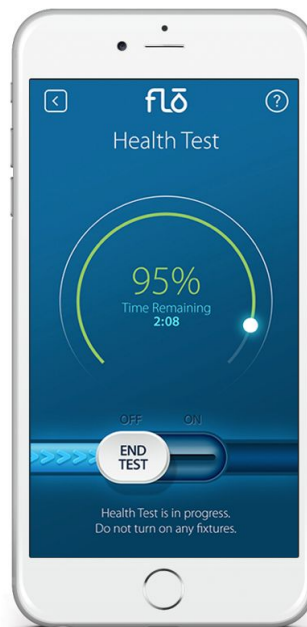 flō
Health Test
95%
Time Remaining
2:08
OFF ON
END
TEST
Health Test is in progress.
Do not turn on any fixtures.